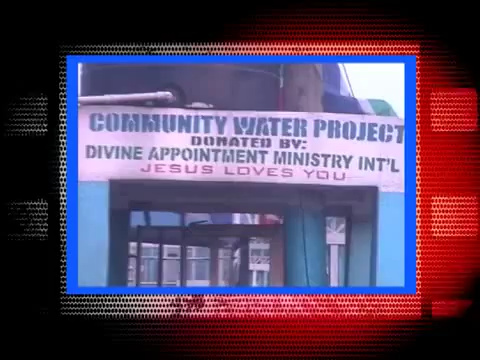 COMMUNITY WATER PROJECT
DONATED BY:
DIVINE APPOINTMENT MINISTRY INT'L
JESUS LOVES YOU